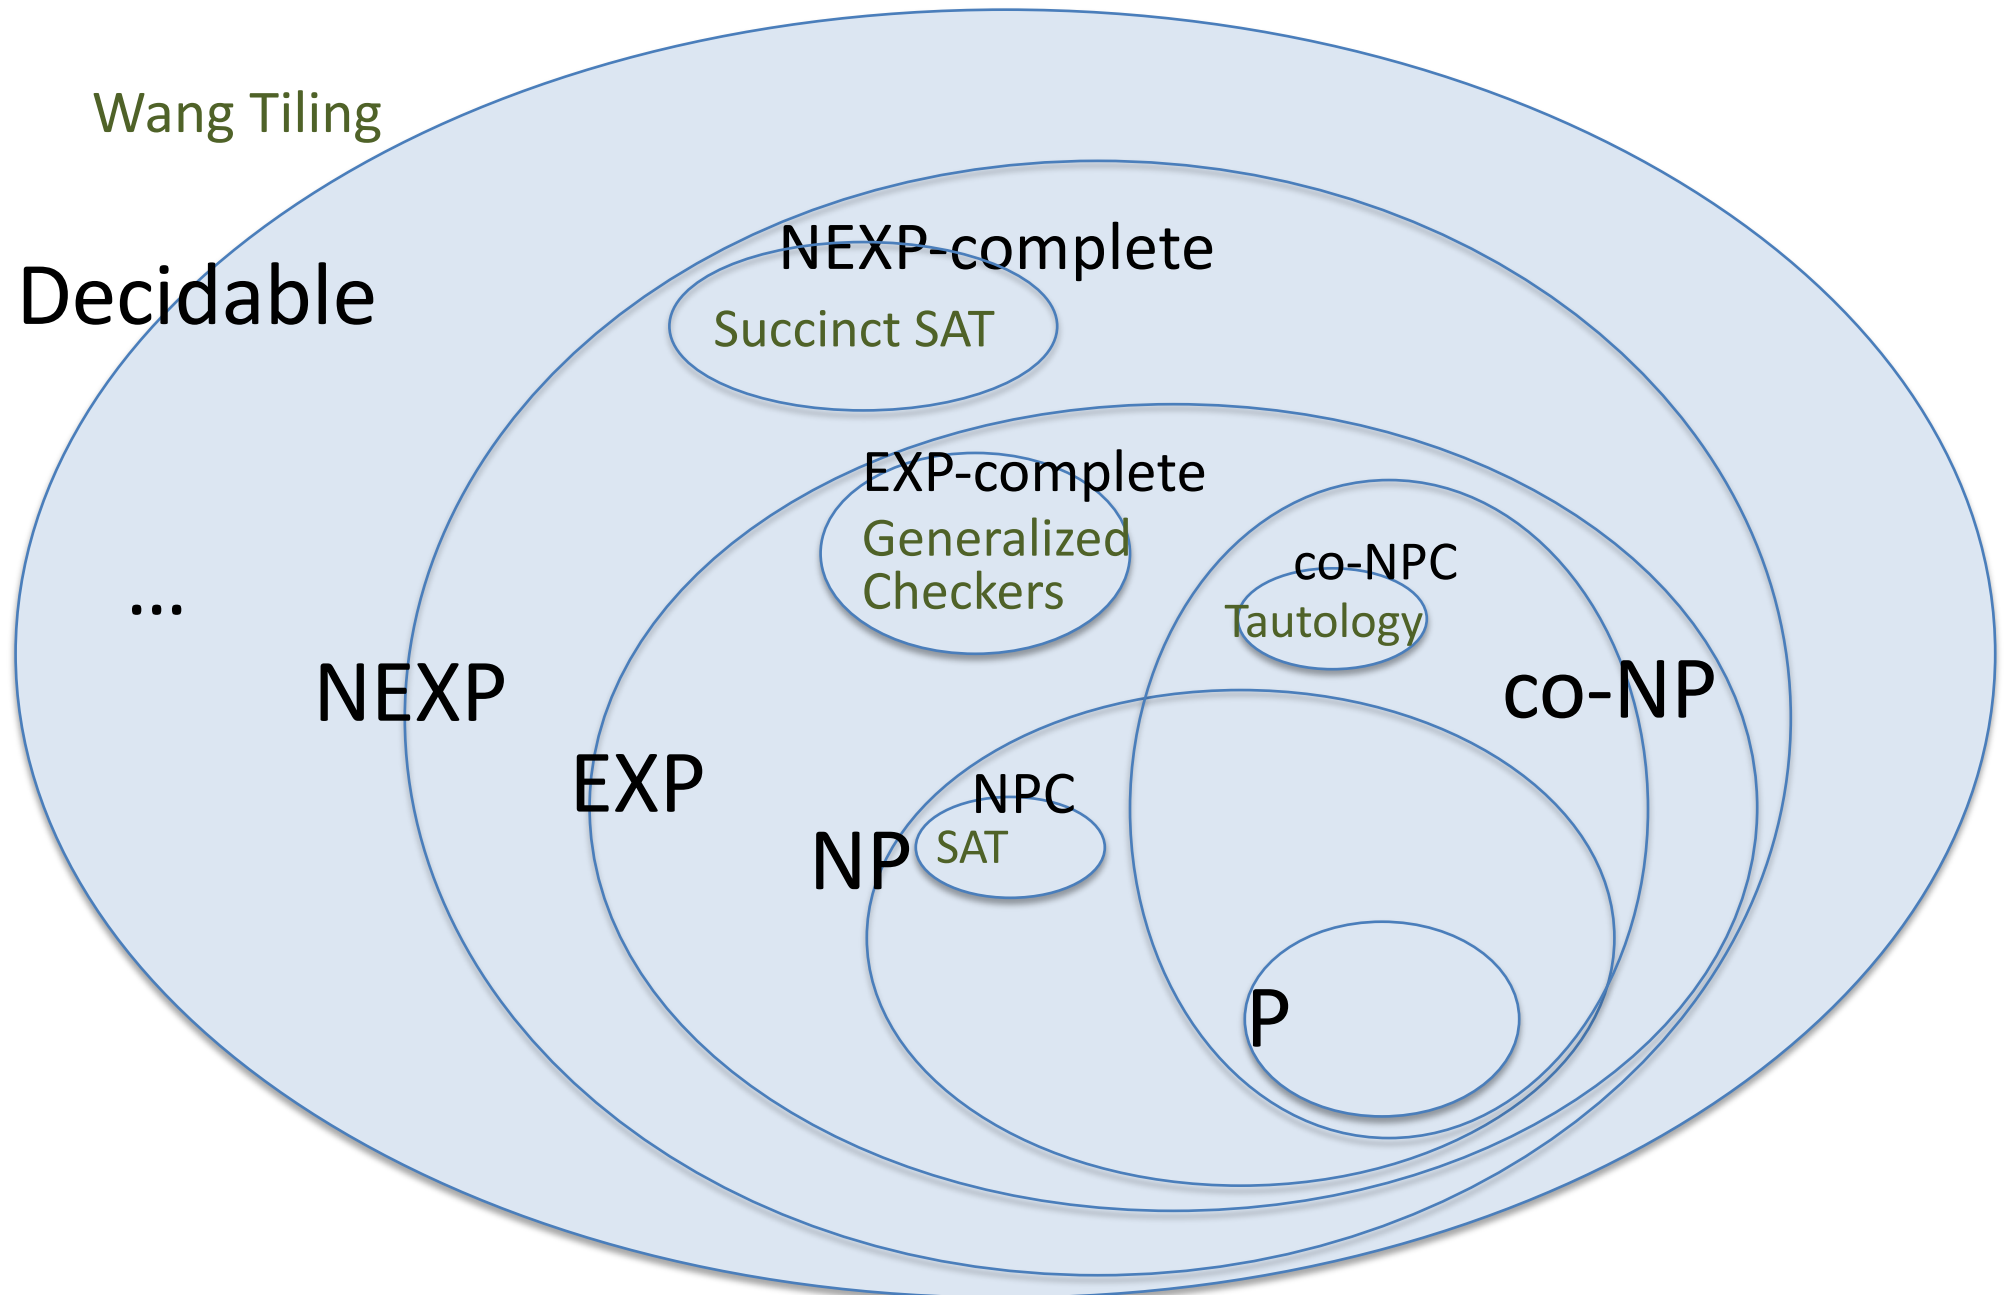 Wang Tiling
NEXP-complete
Decidable
Succinct SAT
EXP-complete
Generalized
Checkers
co-NPC
Tautology
...
NEXP
co-NP
EXP
NPC
NP
SAT
P